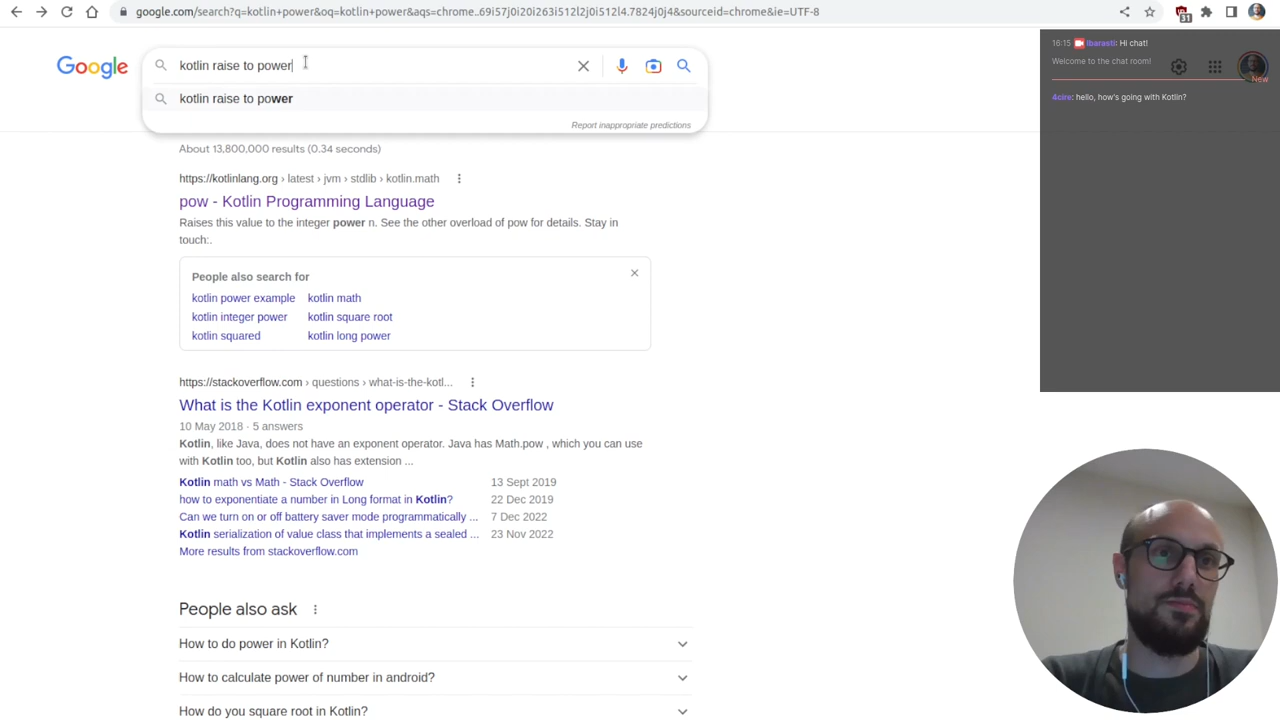 google.com/search?q=kotlin+power&oq=kotlin+power&aqs=chrome..69i57j0i20i263i512l2j0i512l4.7824j0j4&sourceid=chrome&ie=UTF-8
31
Google
kotlin raise to power
kotlin raise to power
Report inappropriate predictions
About 13,800,000 results (0.34 seconds)
https://kotlinlang.org › latest › jvm › stdlib › kotlin.math
pow - Kotlin Programming Language
Raises this value to the integer power n. See the other overload of pow for details. Stay in
touch:.
People also search for
kotlin power example
kotlin math
kotlin integer power
kotlin square root
kotlin squared
kotlin long power
https://stackoverflow.com › questions › what-is-the-kotl...
What is the Kotlin exponent operator - Stack Overflow
10 May 2018 · 5 answers
Kotlin, like Java, does not have an exponent operator. Java has Math.pow , which you can use
with Kotlin too, but Kotlin also has extension ...
Kotlin math vs Math - Stack Overflow 13 Sept 2019
how to exponentiate a number in Long format in Kotlin? 22 Dec 2019
Can we turn on or off battery saver mode programmatically ... 7 Dec 2022
Kotlin serialization of value class that implements a sealed ... 23 Nov 2022
More results from stackoverflow.com
People also ask
How to do power in Kotlin?
How to calculate power of number in android?
How do you square root in Kotlin?
16:15 ibarasti: Hi chat!
Welcome to the chat room!
New
4cire: hello, how's going with Kotlin?